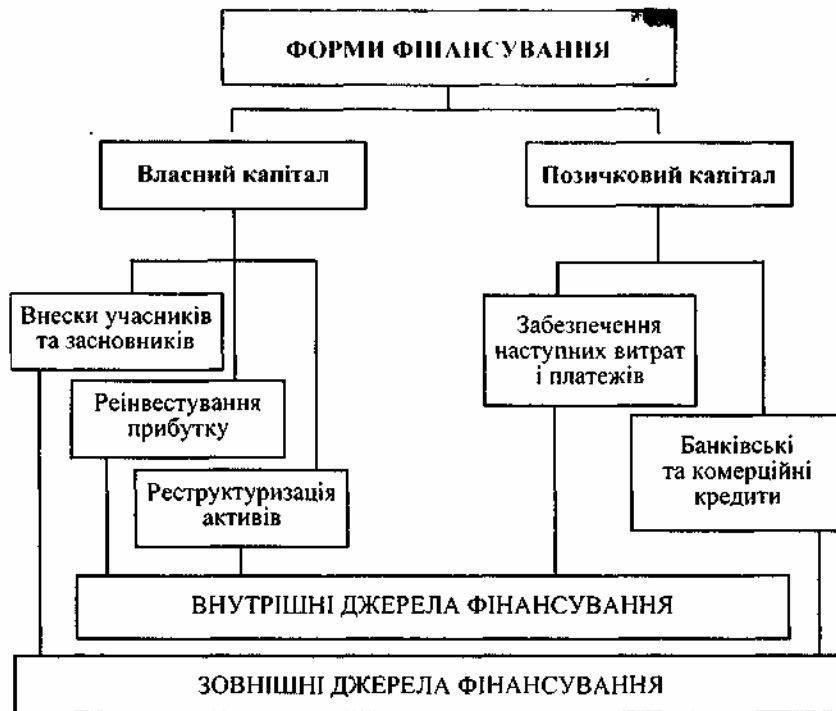 ФОРМИ ФІНАНСУВАННЯ
Власний капітал
Позичковий капітал
Внески учасників
та засновників
Забезпечення
наступних витрат
і платежів
Реінвестування
прибутку
Банківські
та комерційні
кредити
Реструктуризація
активів
ВНУТРІШНІ ДЖЕРЕЛА ФІНАНСУВАННЯ
ЗОВНІШНІ ДЖЕРЕЛА ФІНАНСУВАННЯ